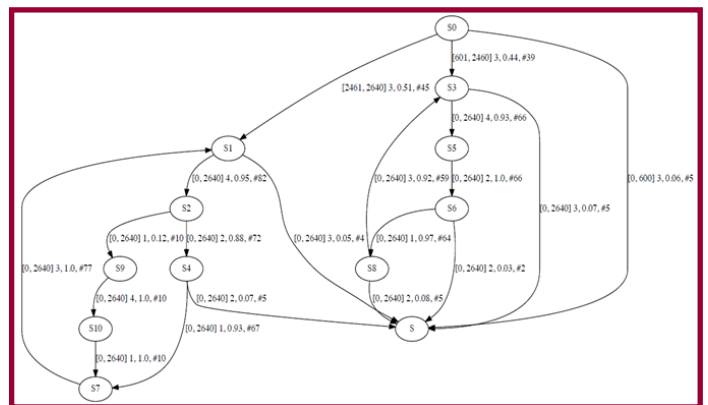 S0
[601, 2460] 3, 0.44, #39
[2461, 2640] 3, 0.51, #45
S3
[0, 2640] 4, 0.93, #66
S1
S5
[0, 2640] 4, 0.95, #82
[0, 2640] 3, 0.92, #59
[0, 2640] 2, 1.0, #66
[0, 600] 3, 0.06, #5
S2
S6
[0, 2640] 3, 0.07, #5
[0, 2640] 1, 0.12, #10
[0, 2640] 2, 0.88, #72
[0, 2640] 3, 0.05, #4
[0, 2640] 1, 0.97, #64
[0, 2640] 3, 1.0, #77
S9
S4
S8
[0, 2640] 2, 0.03, #2
[0, 2640] 4, 1.0, #10
[0, 2640] 2, 0.07, #5
[0, 2640] 2, 0.08, #5
S10
[0, 2640] 1, 0.93, #67
S
[0, 2640] 1, 1.0, #10
S7